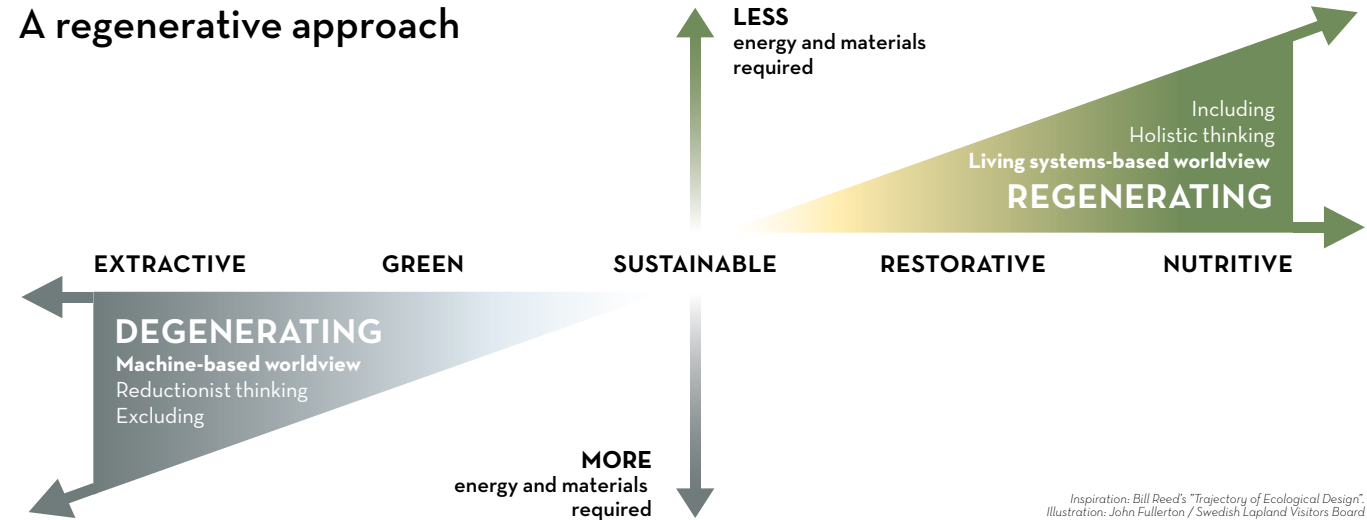 A regenerative approach
LESS
energy and materials
required
Including
Holistic thinking
Living systems-based worldview
REGENERATING
EXTRACTIVE
GREEN
SUSTAINABLE
RESTORATIVE
NUTRITIVE
DEGENERATING
Machine-based worldview
Reductionist thinking
Excluding
MORE
energy and materials
required
Inspiration: Bill Reed's "Trajectory of Ecological Design".
Illustration: John Fullerton / Swedish Lapland Visitors Board